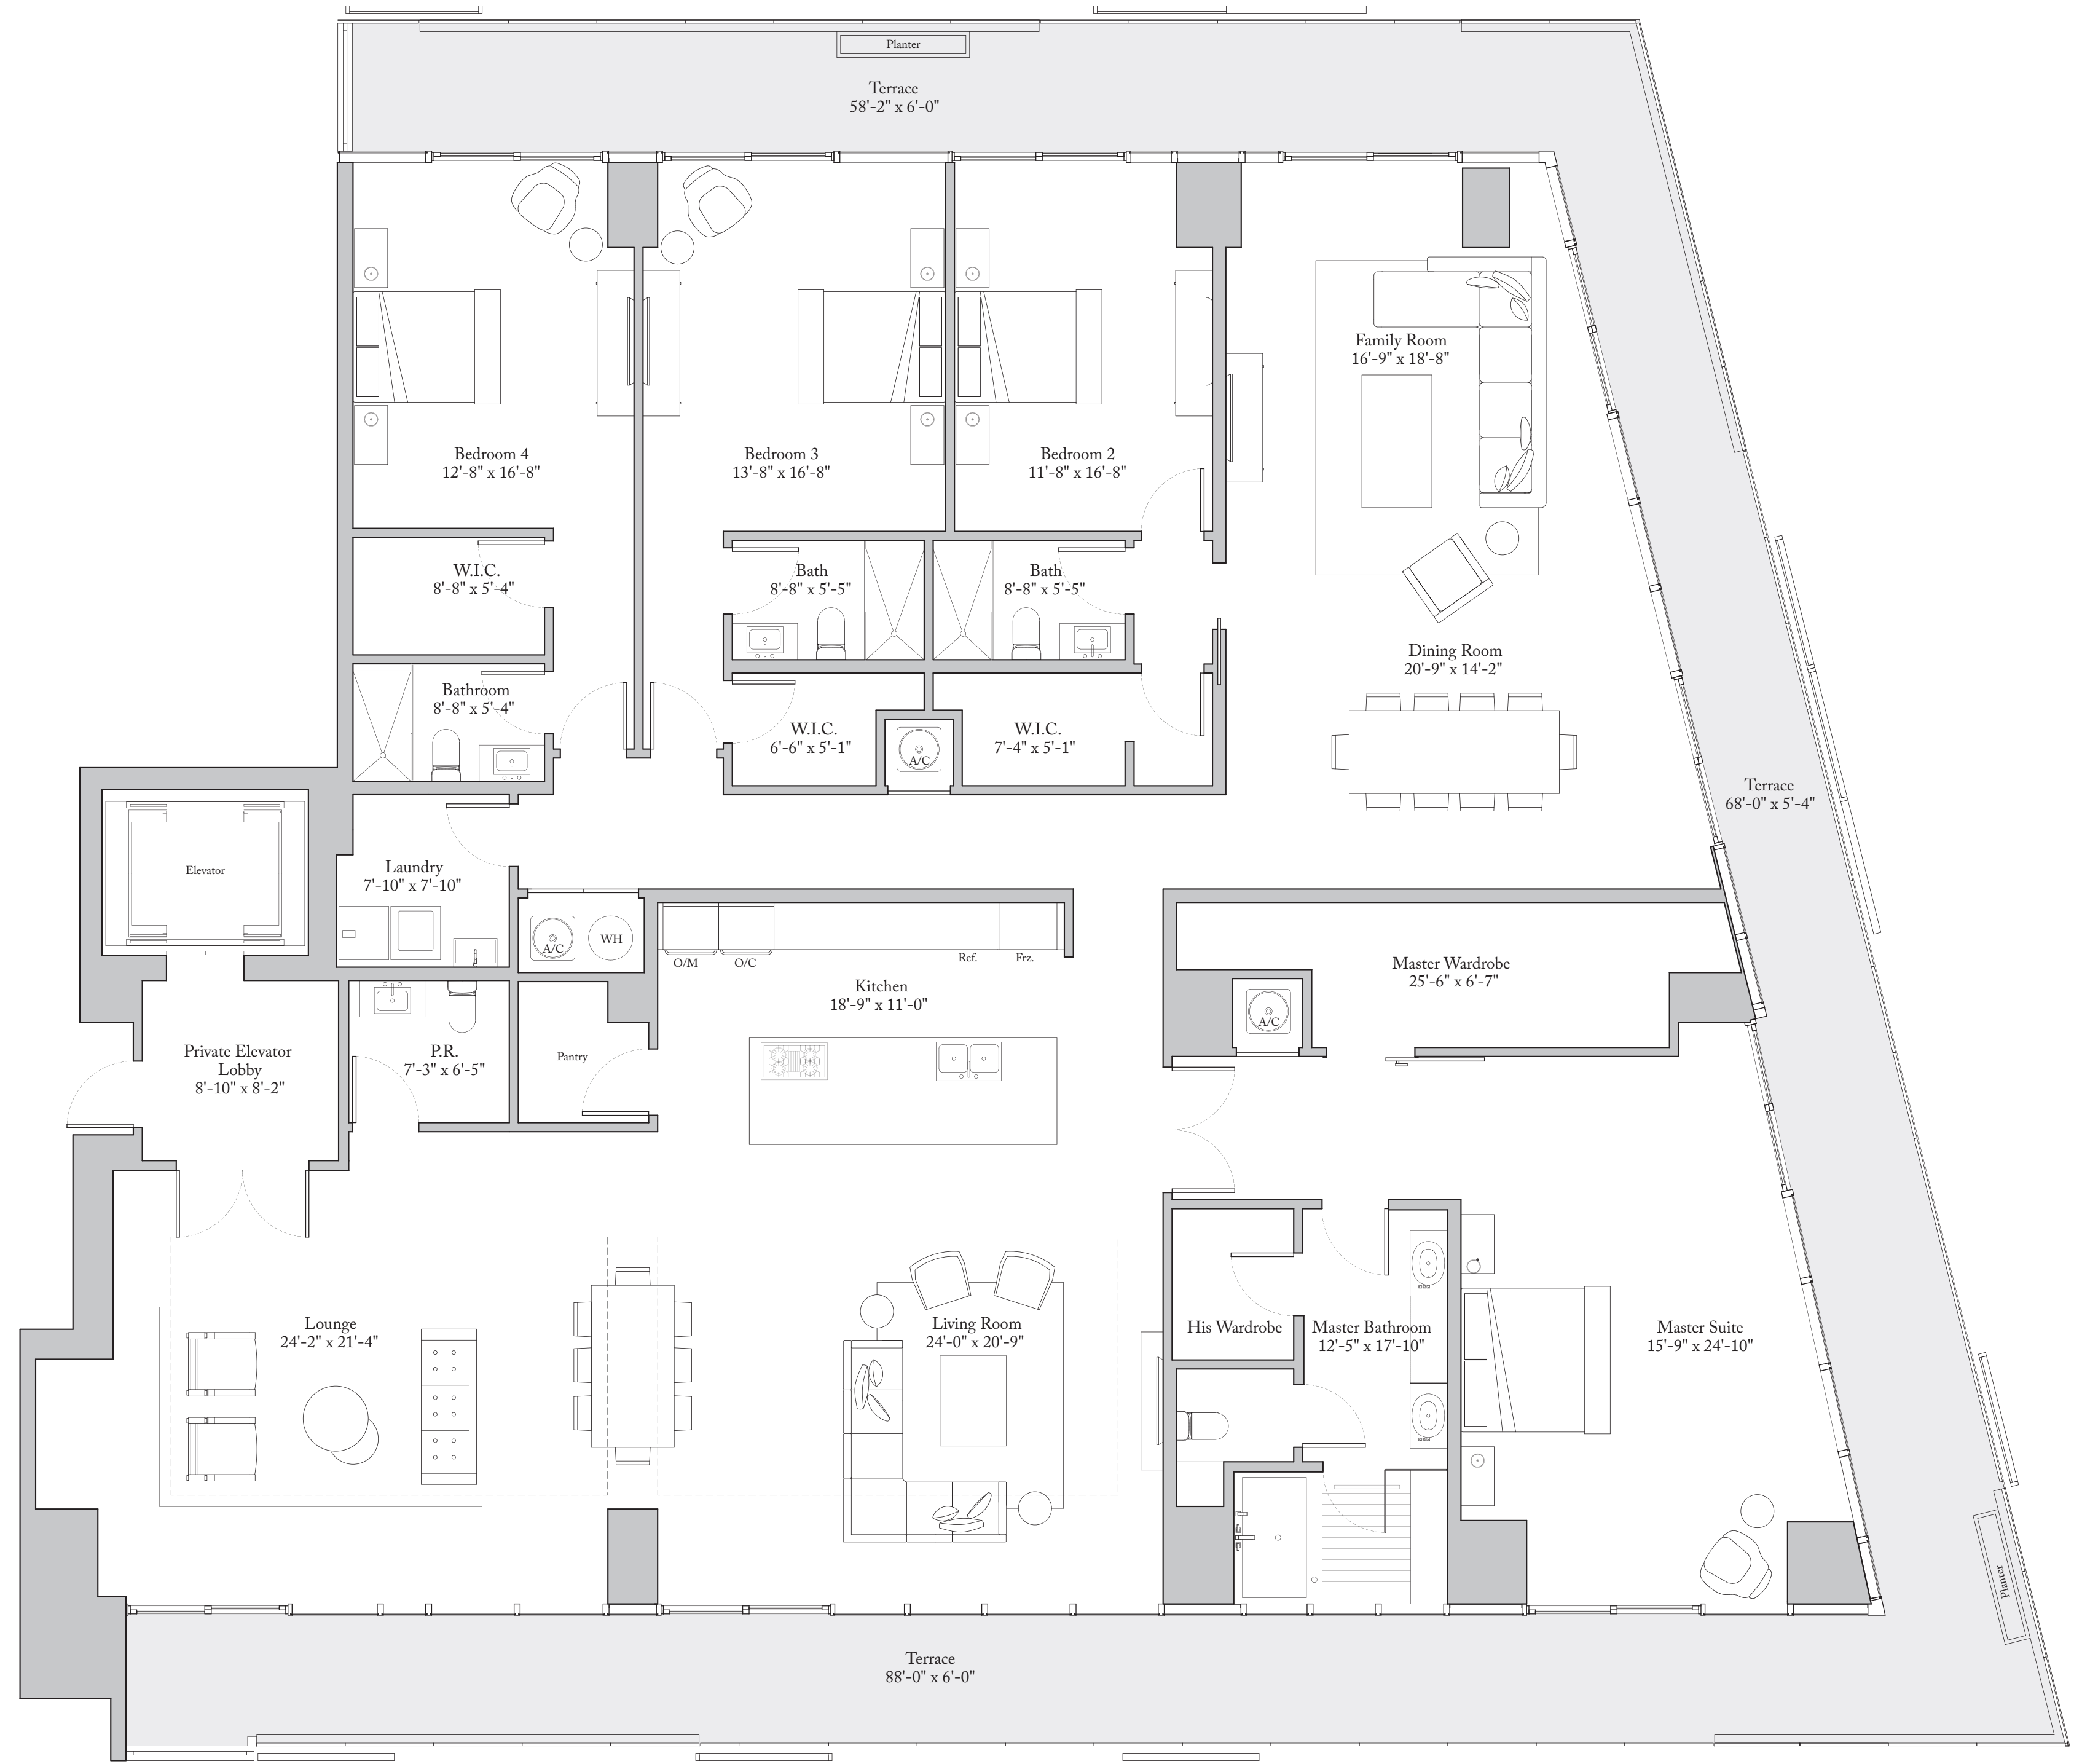 Planter
Terrace
58'-2" x 6'-0"
Family Room
16'-9" x 18'-8"
Bedroom 4
12'-8" x 16'-8"
Bedroom 3
13'-8" x 16'-8"
Bedroom 2
11'-8" x 16'-8"
W.I.C.
8'-8" x 5'-4"
Bath
8'-8" x 5'-5"
Bath
8'-8" x 5'-5"
Dining Room
20'-9" x 14'-2"
Bathroom
8'-8" x 5'-4"
W.I.C.
6'-6" x 5'-1"
A/C
W.I.C.
7'-4" x 5'-1"
Terrace
68'-0" x 5'-4"
Elevator
Laundry
7'-10" x 7'-10"
A/C
WH
O/M
O/C
Ref.
Frz.
Master Wardrobe
25'-6" x 6'-7"
Kitchen
18'-9" x 11'-0"
A/C
Private Elevator
Lobby
8'-10" x 8'-2"
P.R.
7'-3" x 6'-5"
Pantry
Lounge
24'-2" x 21'-4"
Living Room
24'-0" x 20'-9"
His Wardrobe
Master Bathroom
12'-5" x 17'-10"
Master Suite
15'-9" x 24'-10"
Planter
Terrace
88'-0" x 6'-0"